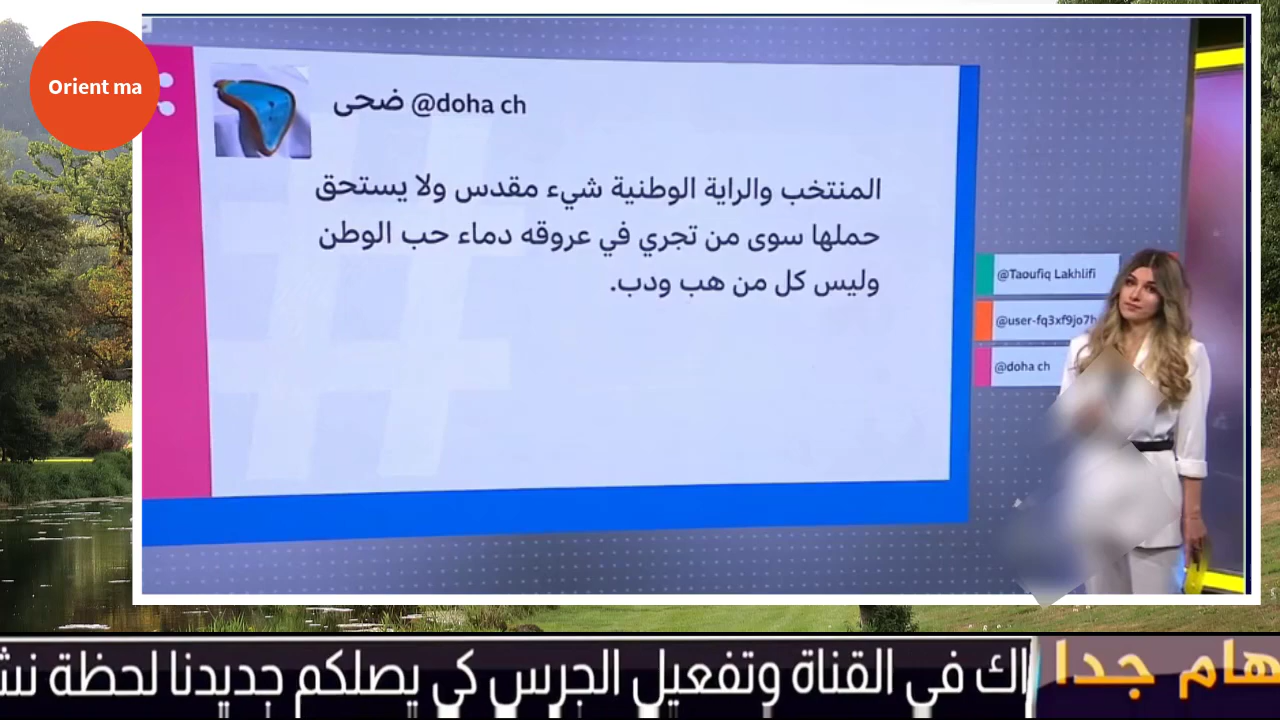 Orient ma
ضحى @doha ch
المنتخب والراية الوطنية شيء مقدس ولا يستحق
حملها سوى من تجري في عروقه دماء حب الوطن
وليس كل من هب ودب.
@Taoufiq Lakhlifi
@user-fq3xf9jo7h
@doha ch
هام جدا
في القناة وتفعيل الجرس كي يصلكم جديدنا لحظة